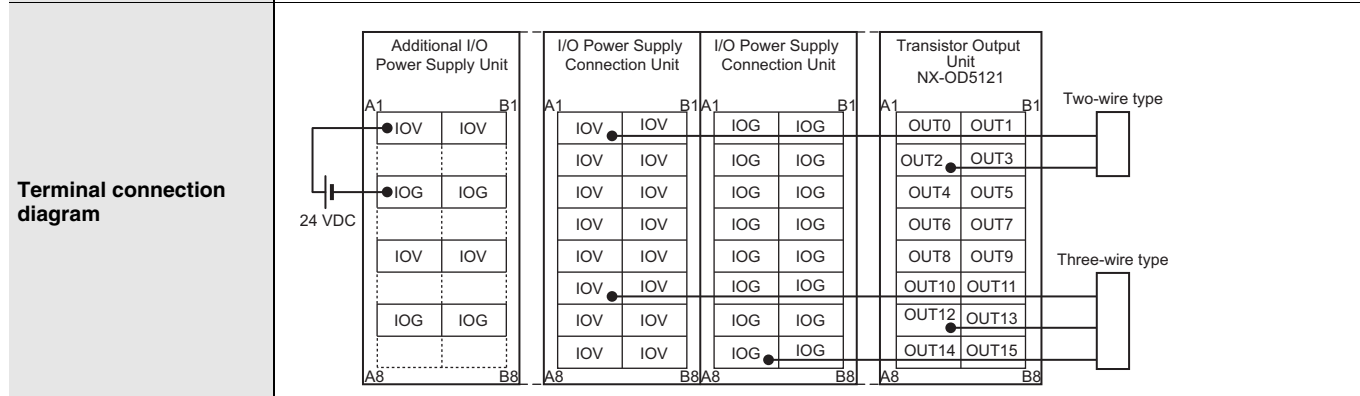 Terminal connection
diagram
Additional I/O
Power Supply Unit
I/O Power Supply
Connection Unit
I/O Power Supply
Connection Unit
Transistor Output
Unit
NX-OD5121
Two-wire type
A1 B1 A1 B1 A1 B1 A1 B1
IOV IOV IOV IOV IOG IOG OUT0 OUT1
IOV IOV IOG IOG OUT2 OUT3
IOG IOG IOV IOV IOG IOG OUT4 OUT5
24 VDC
IOV IOV IOG IOG OUT6 OUT7
IOV IOV IOV IOV IOG IOG OUT8 OUT9
Three-wire type
IOV IOV IOG IOG OUT10 OUT11
IOG IOG IOV IOV IOG IOG OUT12 OUT13
IOV IOV IOG IOG OUT14 OUT15
A8 B8 A8 B8 A8 B8 A8 B8